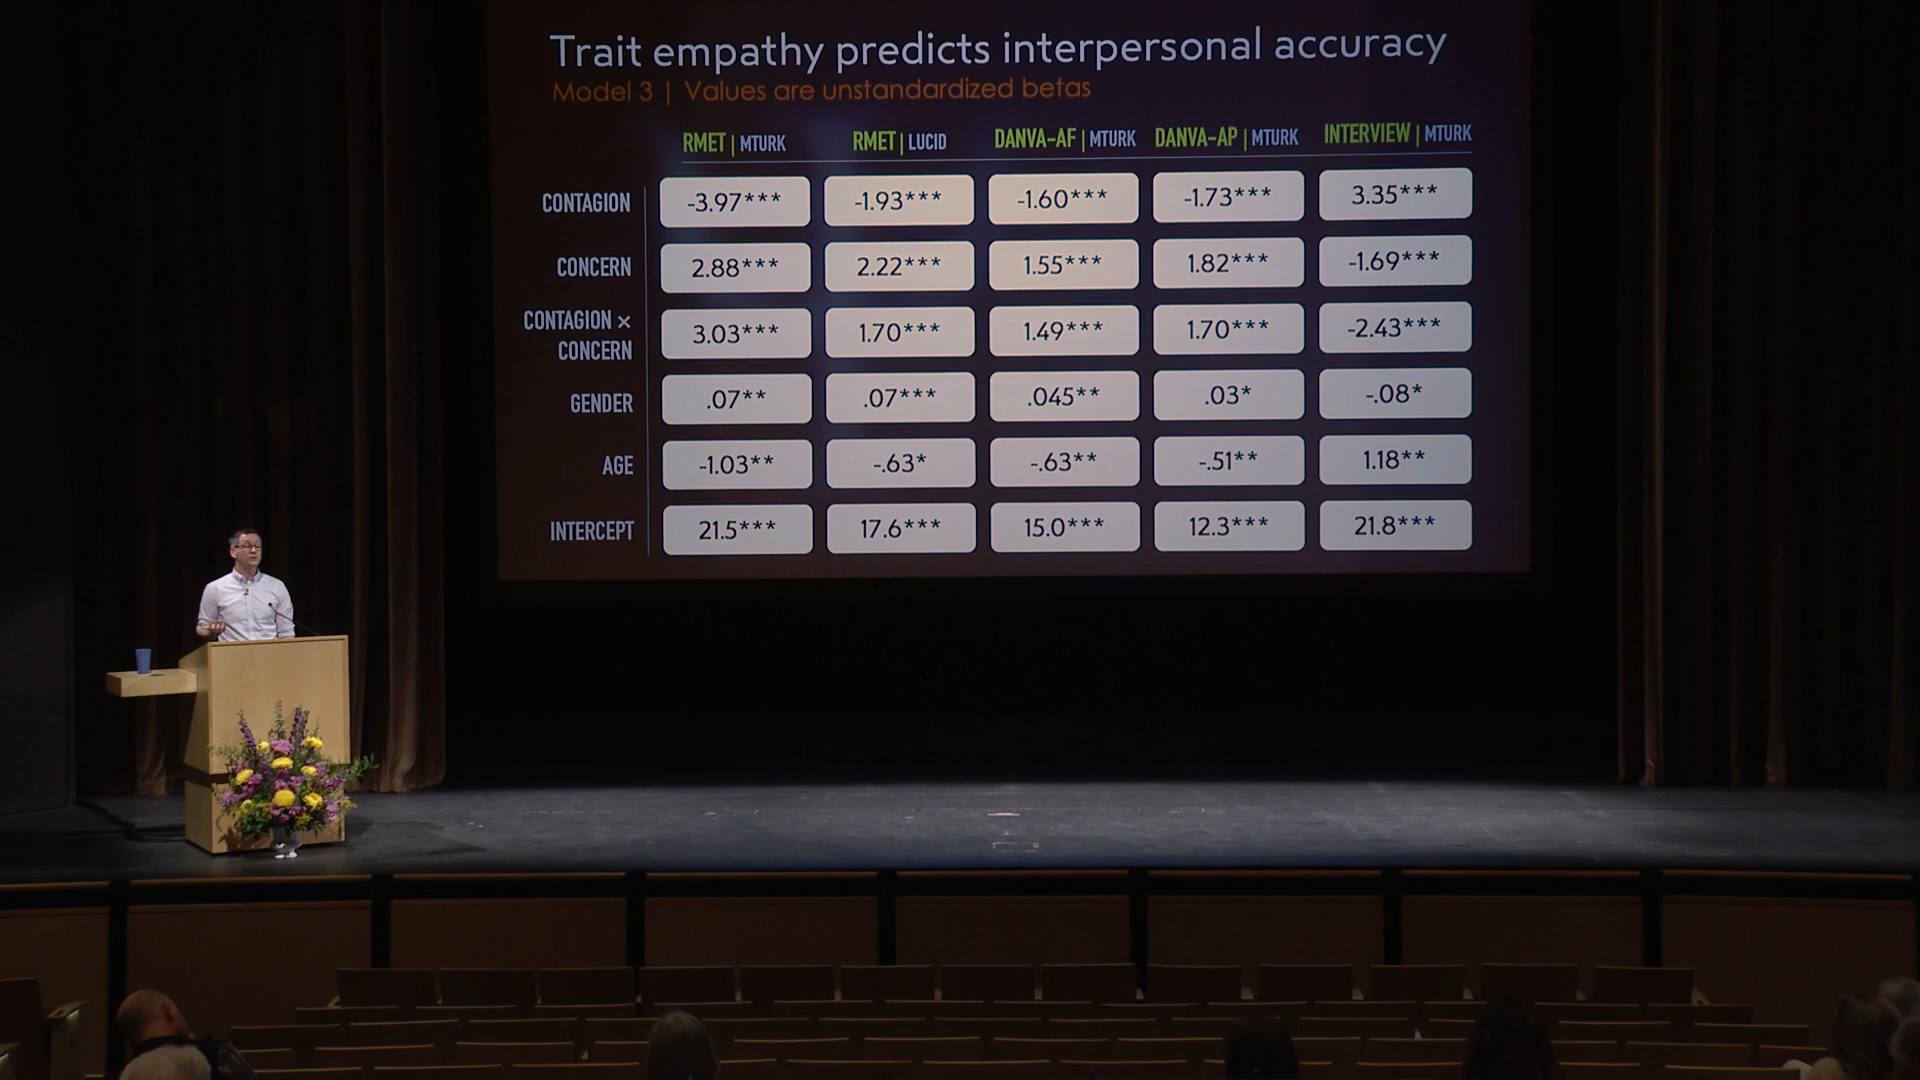 Trait empathy predicts interpersonal accuracy
Model 3 | Values are unstandardized betas
RMET | MTURK RMET | LUCID DANVA-AF | MTURK DANVA-AP | MTURK INTERVIEW | MTURK
CONTAGION -3.97*** -1.93*** -1.60*** -1.73*** 3.35***
CONCERN 2.88*** 2.22*** 1.55*** 1.82*** -1.69***
CONTAGION ×
CONCERN 3.03*** 1.70*** 1.49*** 1.70*** -2.43***
GENDER .07** .07*** .045** .03* -.08*
AGE -1.03** -.63* -.63** -.51** 1.18**
INTERCEPT 21.5*** 17.6*** 15.0*** 12.3*** 21.8***